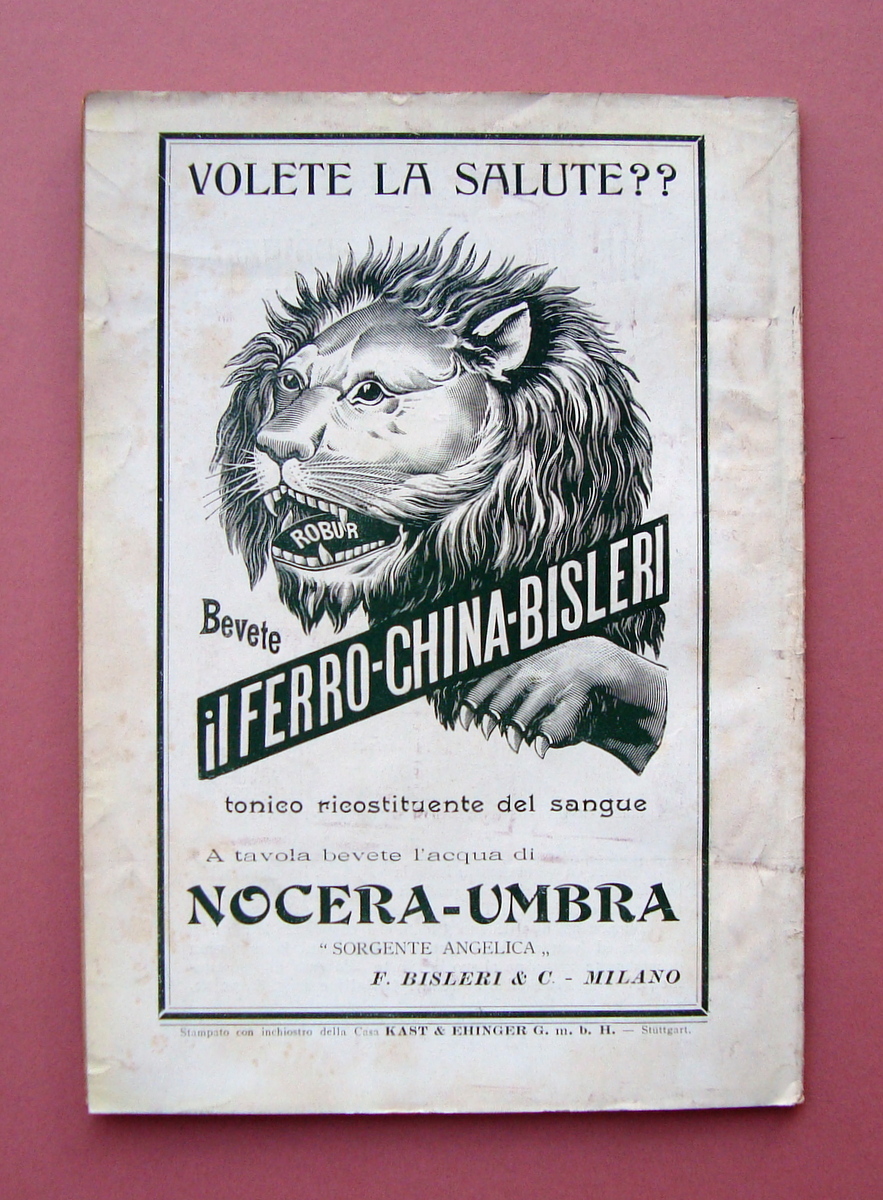 VOLETE LA SALUTE??
ROBUR
Bevete
il FERRO-CHINA-BISLERI
tonico ricostituente del sangue
A tavola bevete l'acqua di
NOCERA-UMBRA
“ SORGENTE ANGELICA „
F. BISLERI & C. - MILANO
Stampato con inchiostro della Casa KAST & EHINGER G. m. b. H. — Stuttgart.